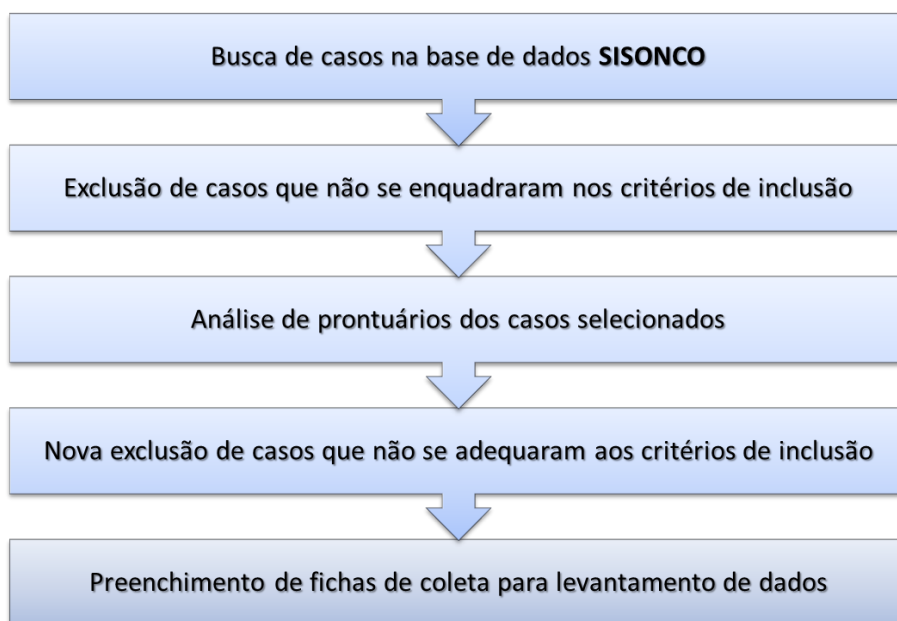 Busca de casos na base de dados SISONCO
Exclusão de casos que não se enquadraram nos critérios de inclusão
Análise de prontuários dos casos selecionados
Nova exclusão de casos que não se adequaram aos critérios de inclusão
Preenchimento de fichas de coleta para levantamento de dados